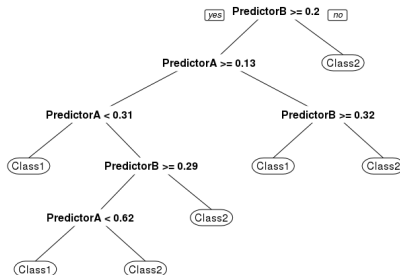 yes PredictorB >= 0.2 no
PredictorA >= 0.13 Class2
PredictorA < 0.31 PredictorB >= 0.32
Class1 PredictorB >= 0.29 Class1 Class2
PredictorA < 0.62 Class2
Class1 Class2